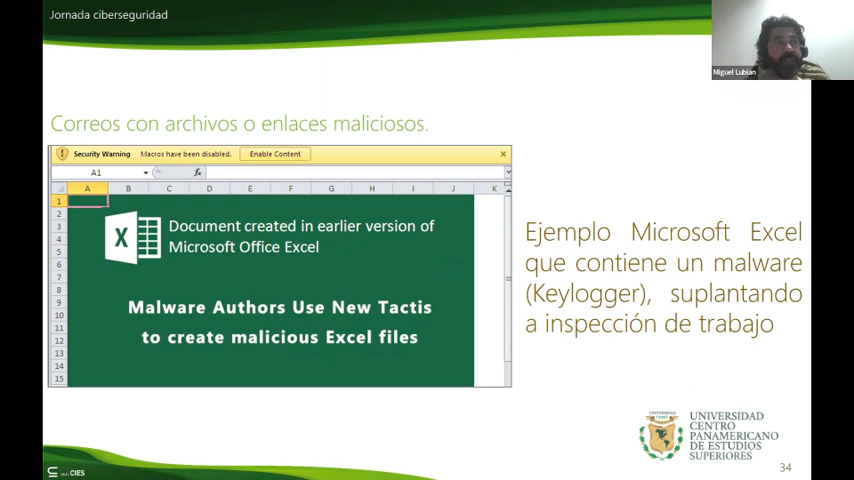 Jornada ciberseguridad
Miguel Lubian
Correos con archivos o enlaces maliciosos.
Security Warning Macros have been disabled. Enable Content
A1 fx
A B C D E F G H I J K
1
2
3
4
5
6
7
8
9
10
11
12
13
14
15
X
Document created in earlier version of
Microsoft Office Excel
Malware Authors Use New Tactis
to create malicious Excel files
Ejemplo Microsoft Excel
que contiene un malware
(Keylogger), suplantando
a inspección de trabajo
UNIVERSIDAD
CENTRO
PANAMERICANO
DE ESTUDIOS
SUPERIORES
CIES
34